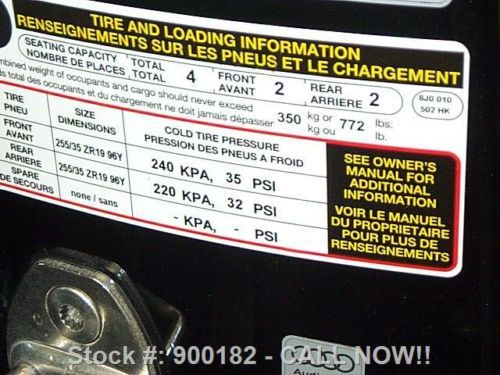 TIRE AND LOADING INFORMATION
RENSEIGNEMENTS SUR LES PNEUS ET LE CHARGEMENT
SEATING CAPACITY TOTAL 4 FRONT 2 REAR 2
NOMBRE DE PLACES TOTAL AVANT ARRIERE
8J0 010
502 HK
combined weight of occupants and cargo should never exceed 350 kg or 772 lbs.
ds total des occupants et du chargement ne doit jamais dépasser kg ou lb.
TIRE SIZE COLD TIRE PRESSURE
PNEU DIMENSIONS PRESSION DES PNEUS A FROID
FRONT 255/35 ZR19 96Y 240 KPA, 35 PSI
AVANT
REAR 255/35 ZR19 96Y 220 KPA, 32 PSI
ARRIERE
SPARE none / sans - KPA, - PSI
DE SECOURS
SEE OWNER'S
MANUAL FOR
ADDITIONAL
INFORMATION
VOIR LE MANUEL
DU PROPRIETAIRE
POUR PLUS DE
RENSEIGNEMENTS
Audi
Stock #: 900182 - CALL NOW!!